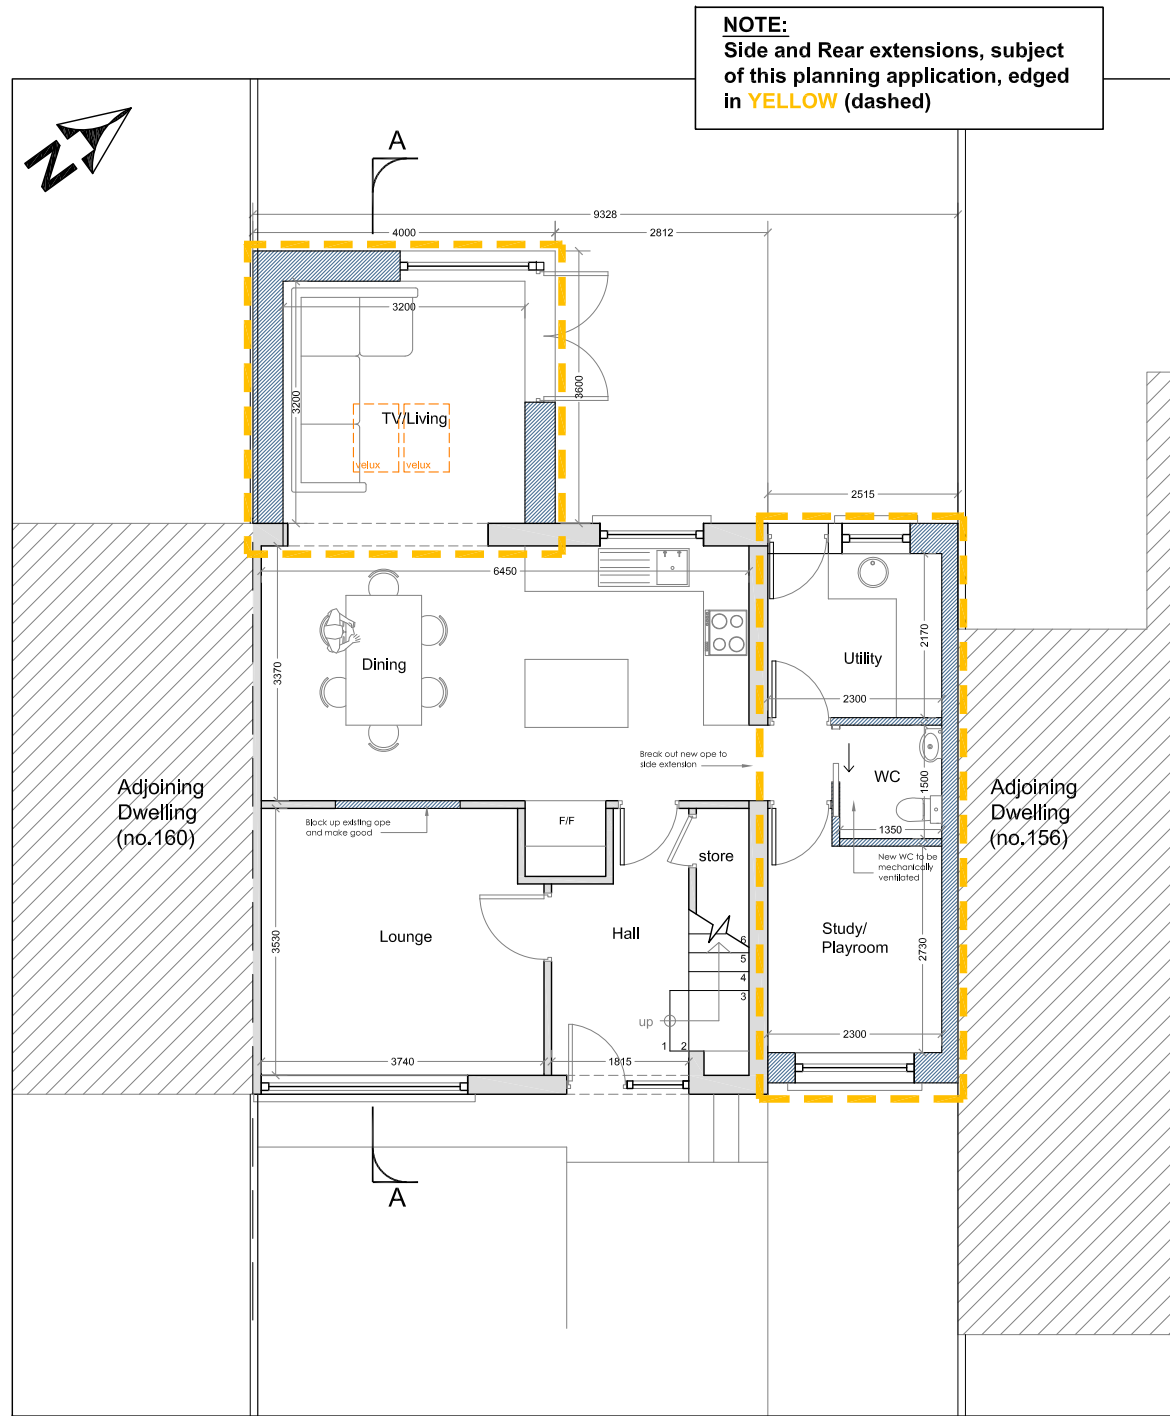 NOTE:
Side and Rear extensions, subject
of this planning application, edged
in YELLOW (dashed)
N
A
9328
4000
2812
3200
3200
3600
TV/Living
velux
velux
2515
6450
Dining
3370
Utility
2170
2300
Break out new ope to
side extension
WC
1500
1350
New WC to be
mechanically
ventilated
Adjoining
Dwelling
(no.160)
Adjoining
Dwelling
(no.156)
Block up existing ope
and make good
F/F
store
Lounge
3530
Hall
6
5
4
3
up
1
2
Study/
Playroom
2730
2300
3740
1815
A